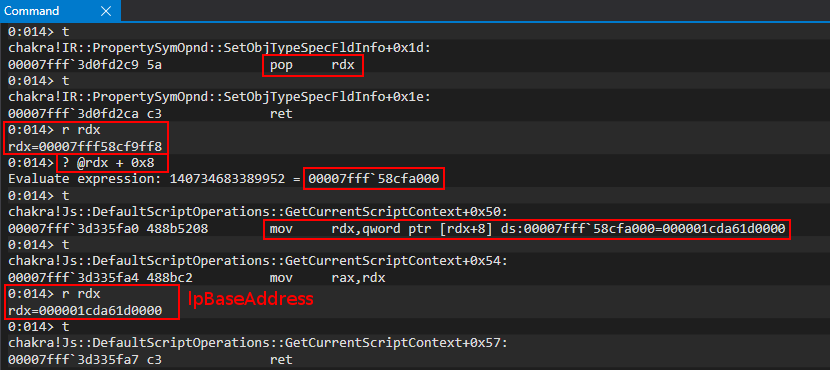 Command
0:014> t
chakra!IR::PropertySymOpnd::SetObjTypeSpecFldInfo+0x1d:
00007fff`3d0fd2c9 5a              pop     rdx
0:014> t
chakra!IR::PropertySymOpnd::SetObjTypeSpecFldInfo+0x1e:
00007fff`3d0fd2ca c3              ret
0:014> r rdx
rdx=00007fff58cf9ff8
0:014> ? @rdx + 0x8
Evaluate expression: 140734683389952 = 00007fff`58cfa000
0:014> t
chakra!Js::DefaultScriptOperations::GetCurrentScriptContext+0x50:
00007fff`3d335fa0 488b5208        mov     rdx,qword ptr [rdx+8] ds:00007fff`58cfa000=000001cda61d0000
0:014> t
chakra!Js::DefaultScriptOperations::GetCurrentScriptContext+0x54:
00007fff`3d335fa4 488bc2          mov     rax,rdx
0:014> r rdx
rdx=000001cda61d0000 lpBaseAddress
0:014> t
chakra!Js::DefaultScriptOperations::GetCurrentScriptContext+0x57:
00007fff`3d335fa7 c3              ret